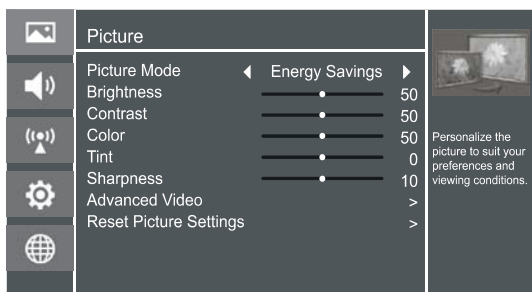 Picture
Picture Mode Energy Savings
Brightness 50
Contrast 50
Color 50
Tint 0
Sharpness 10
Advanced Video >
Reset Picture Settings >
Personalize the
picture to suit your
preferences and
viewing conditions.